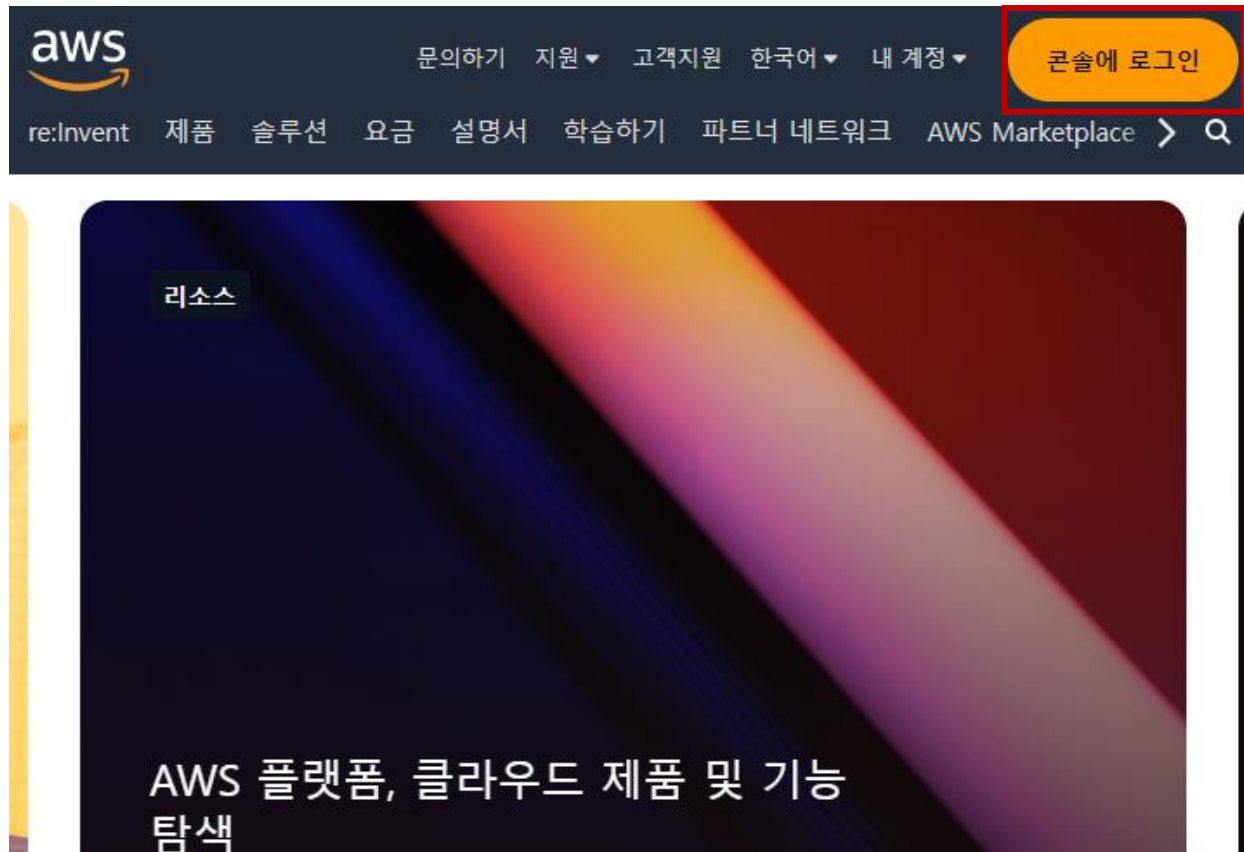 aws
문의하기 지원 고객지원 한국어 내 계정 콘솔에 로그인
re:Invent 제품 솔루션 요금 설명서 학습하기 파트너 네트워크 AWS Marketplace
리소스
AWS 플랫폼, 클라우드 제품 및 기능
탐색